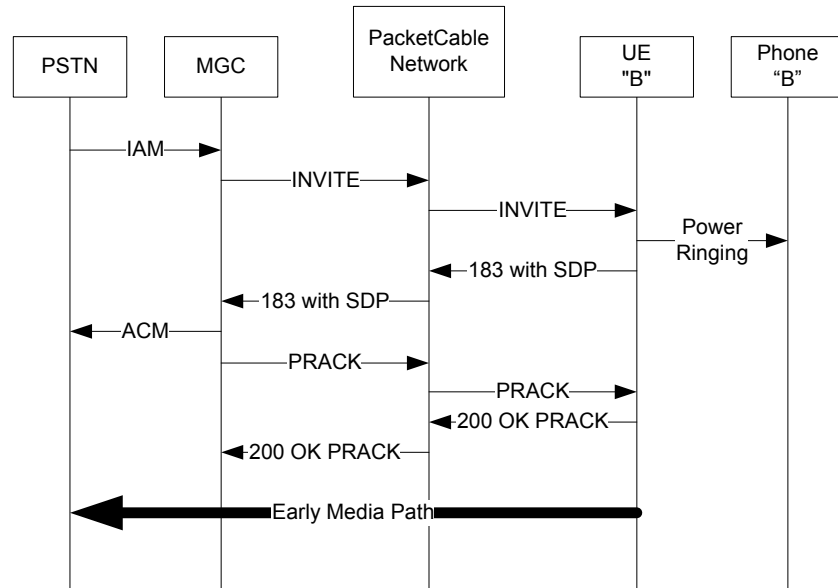 PSTN
MGC
PacketCable
Network
UE
"B"
Phone
“B”
IAM
INVITE
INVITE
Power
Ringing
183 with SDP
183 with SDP
ACM
PRACK
PRACK
200 OK PRACK
200 OK PRACK
Early Media Path